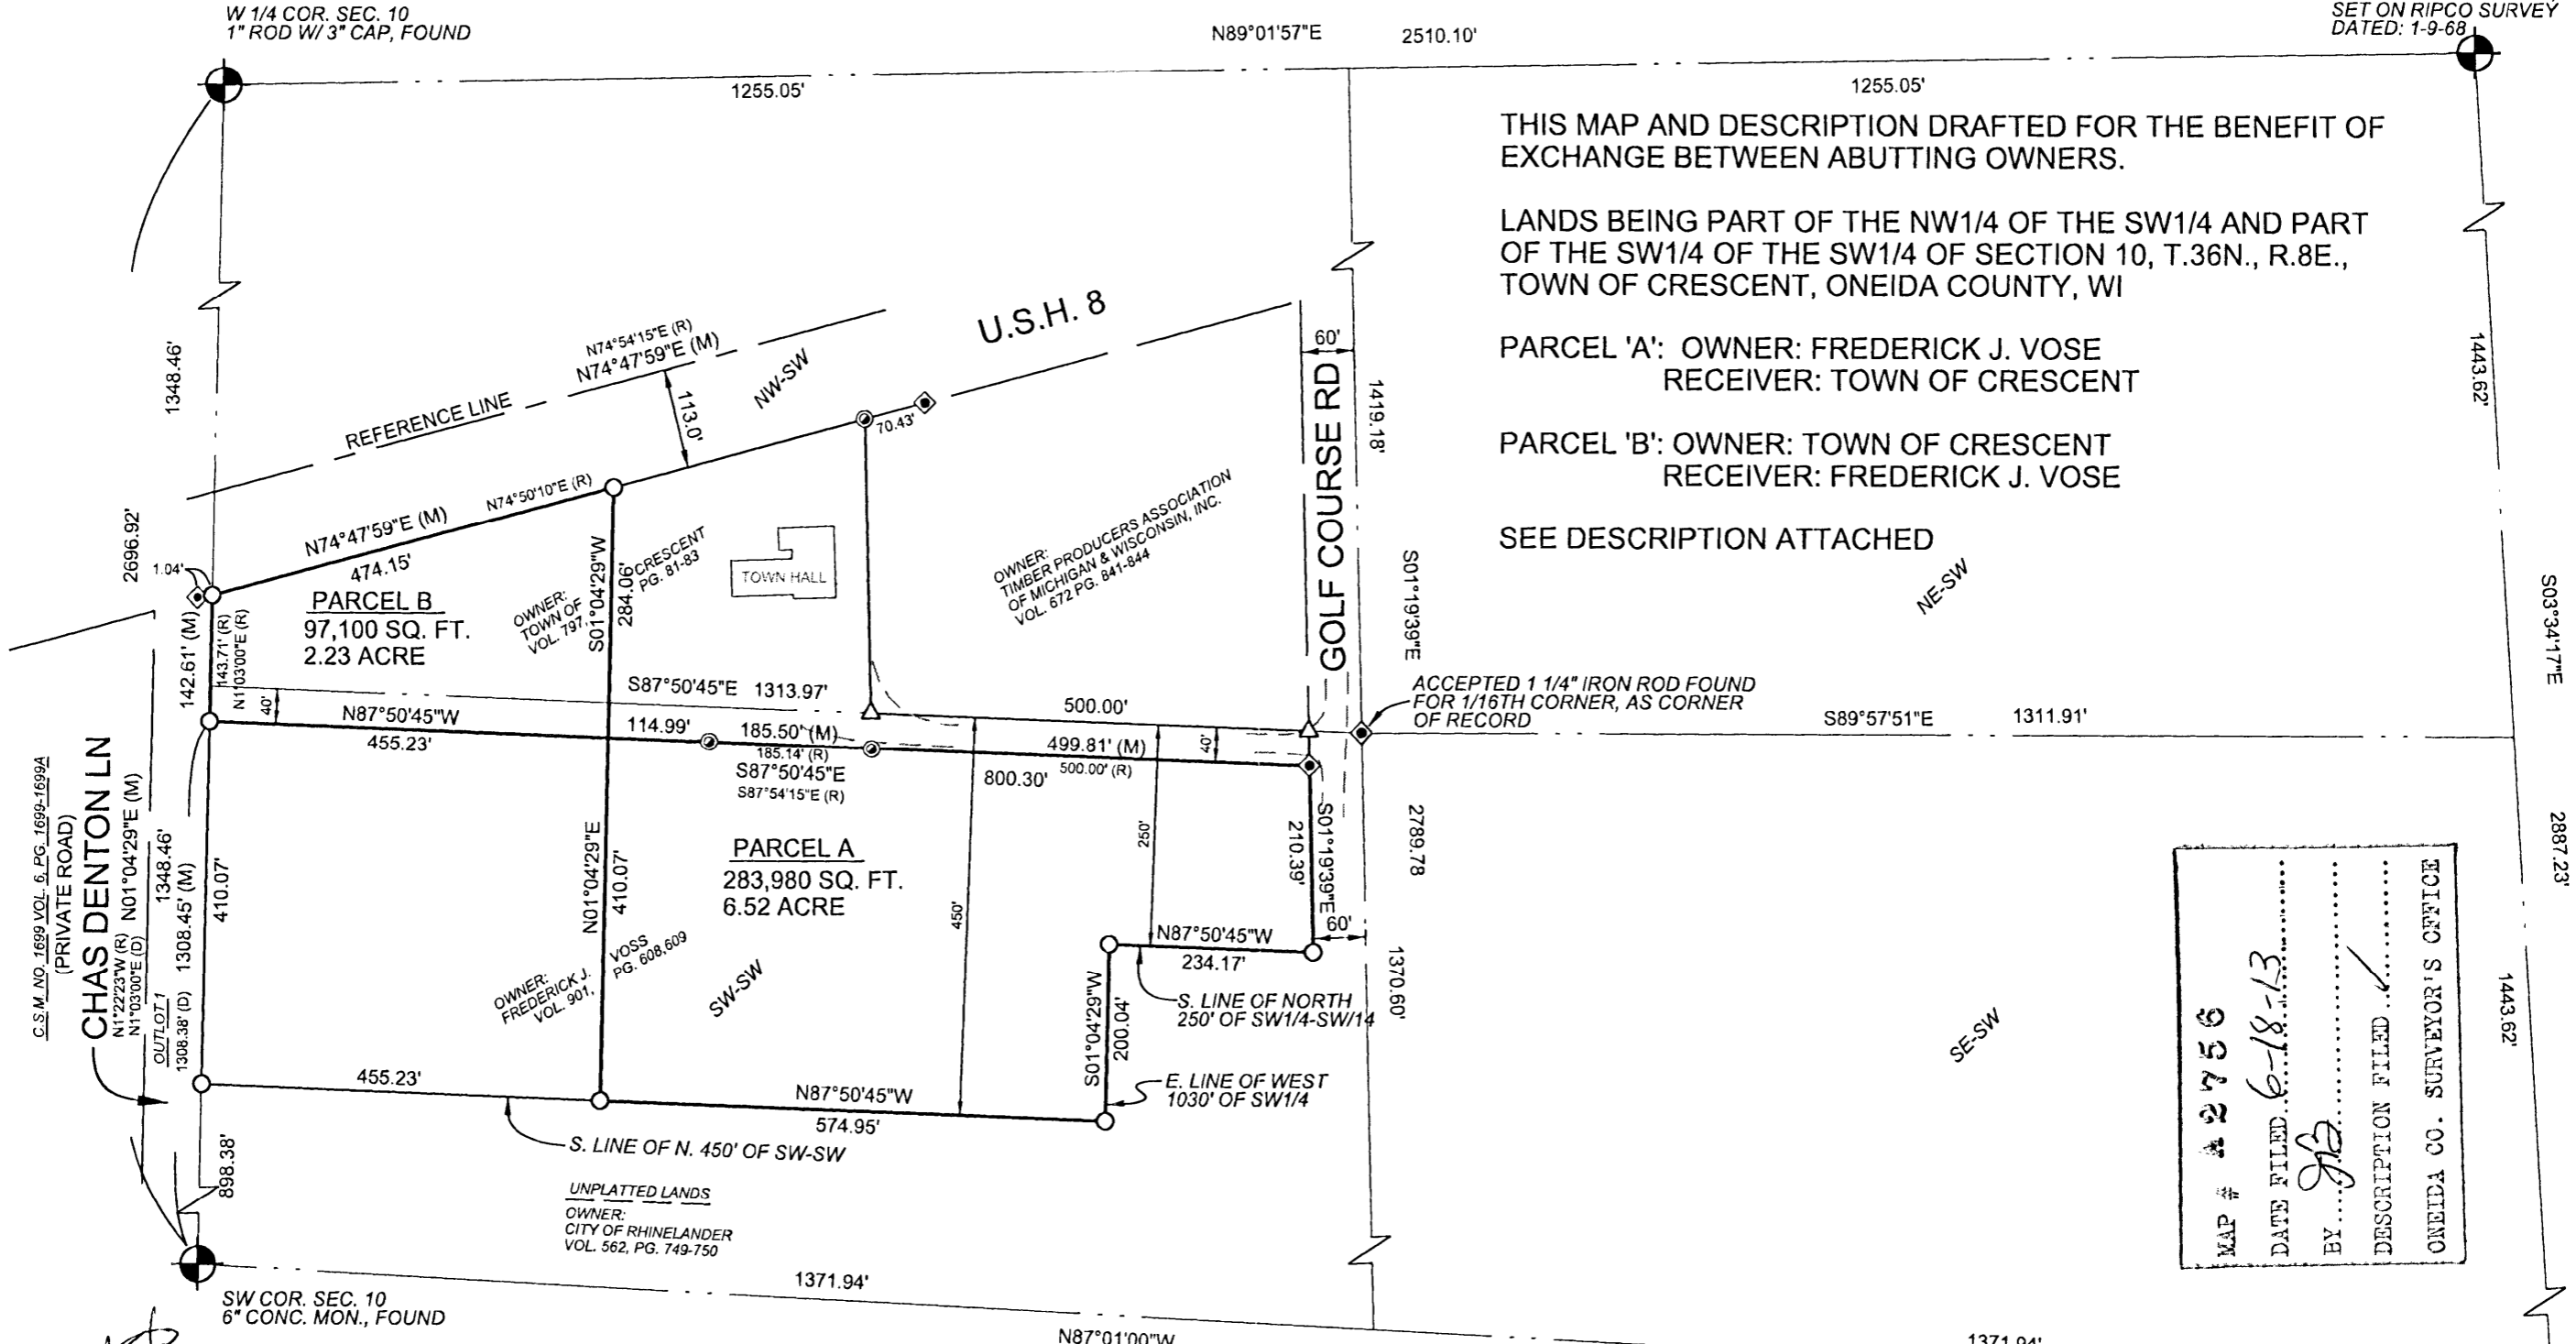 W 1/4 COR. SEC. 10
1" ROD W/ 3" CAP, FOUND
N89°01'57"E 2510.10'
SET ON RIPCO SURVEY
DATED: 1-9-68
1255.05'
1255.05'
THIS MAP AND DESCRIPTION DRAFTED FOR THE BENEFIT OF
EXCHANGE BETWEEN ABUTTING OWNERS.
LANDS BEING PART OF THE NW1/4 OF THE SW1/4 AND PART
OF THE SW1/4 OF THE SW1/4 OF SECTION 10, T.36N., R.8E.,
TOWN OF CRESCENT, ONEIDA COUNTY, WI
PARCEL 'A': OWNER: FREDERICK J. VOSE
RECEIVER: TOWN OF CRESCENT
PARCEL 'B': OWNER: TOWN OF CRESCENT
RECEIVER: FREDERICK J. VOSE
SEE DESCRIPTION ATTACHED
1348.46'
2696.92'
REFERENCE LINE
N74°54'15"E (R)
N74°47'59"E (M)
113.0'
NW-SW
U.S.H. 8
60'
GOLF COURSE RD
1419.18'
S01°19'39"E
1443.62'
S03°34'17"E
70.43'
N74°47'59"E (M)
N74°50'10"E (R)
474.15'
1.04'
PARCEL B
97,100 SQ. FT.
2.23 ACRE
142.61' (M)
143.71' (R)
N1°03'00"E (R)
40'
OWNER:
TOWN OF CRESCENT
VOL. 797, PG. 81-83
S01°04'29"W
284.06'
TOWN HALL
OWNER:
TIMBER PRODUCERS ASSOCIATION
OF MICHIGAN & WISCONSIN, INC.
VOL. 672 PG. 841-844
NE-SW
S87°50'45"E 1313.97'
500.00'
ACCEPTED 1 1/4" IRON ROD FOUND
FOR 1/16TH CORNER, AS CORNER
OF RECORD
S89°57'51"E 1311.91'
N87°50'45"W
455.23'
114.99'
185.50' (M)
185.14' (R)
S87°50'45"E
S87°54'15"E (R)
499.81' (M)
500.00' (R)
800.30'
40'
C.S.M. NO. 1699 VOL. 6, PG. 1699-1699A
(PRIVATE ROAD)
CHAS DENTON LN
N1°22'23"W (R) N01°04'29"E (M)
N1°03'00"E (D)
OUTLOT 1
1348.46'
1308.38' (D) 1308.45' (M)
410.07'
N01°04'29"E
410.07'
PARCEL A
283,980 SQ. FT.
6.52 ACRE
450'
250'
210.39'
S01°19'39"E
60'
2789.78
1370.60'
2887.23'
1443.62'
N87°50'45"W
234.17'
S. LINE OF NORTH
250' OF SW1/4-SW/14
S01°04'29"W
200.04'
E. LINE OF WEST
1030' OF SW1/4
OWNER:
FREDERICK J. VOSS
VOL. 901, PG. 608,609
SW-SW
SE-SW
455.23'
N87°50'45"W
574.95'
S. LINE OF N. 450' OF SW-SW
898.38'
UNPLATTED LANDS
OWNER:
CITY OF RHINELANDER
VOL. 562, PG. 749-750
MAP # A2756
DATE FILED 6-18-13
BY
DESCRIPTION FILED ✓
ONEIDA CO. SURVEYOR'S OFFICE
SW COR. SEC. 10
6" CONC. MON., FOUND
1371.94'
N87°01'00"W
1371.94'